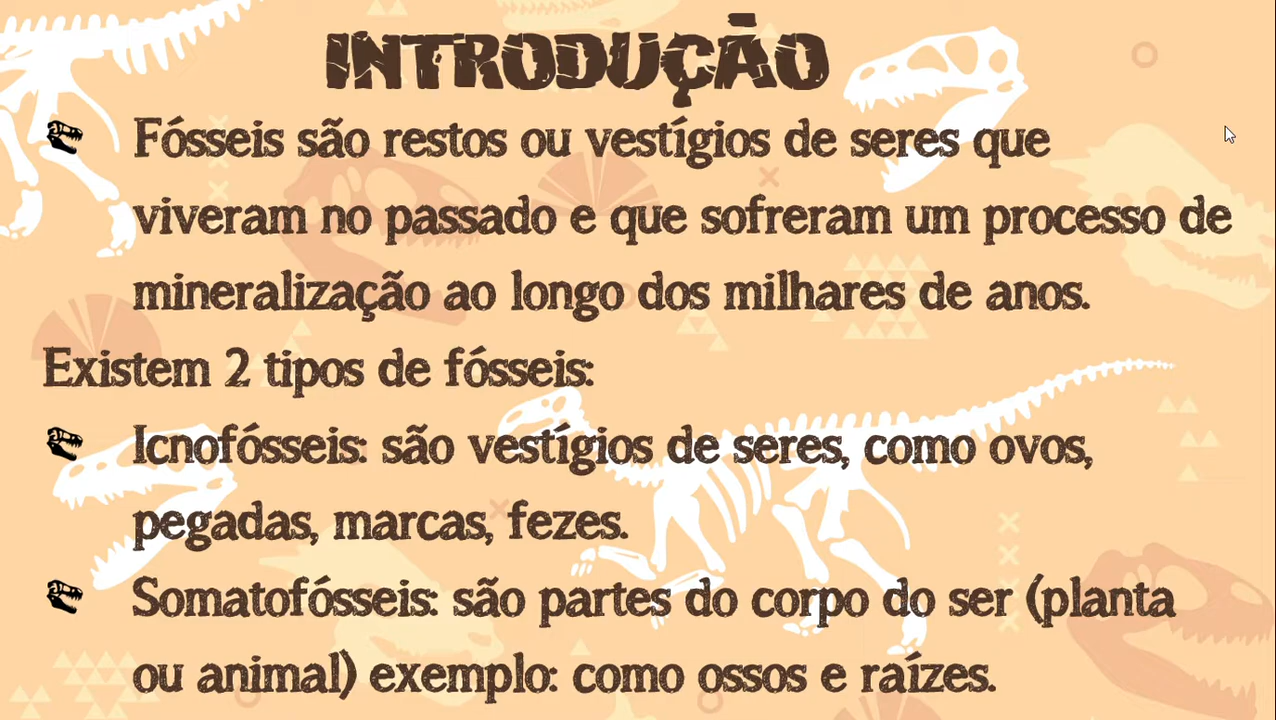 INTRODUÇÃO
Fósseis são restos ou vestígios de seres que
viveram no passado e que sofreram um processo de
mineralização ao longo dos milhares de anos.
Existem 2 tipos de fósseis:
Icnofósseis: são vestígios de seres, como ovos,
pegadas, marcas, fezes.
Somatofósseis: são partes do corpo do ser (planta
ou animal) exemplo: como ossos e raízes.